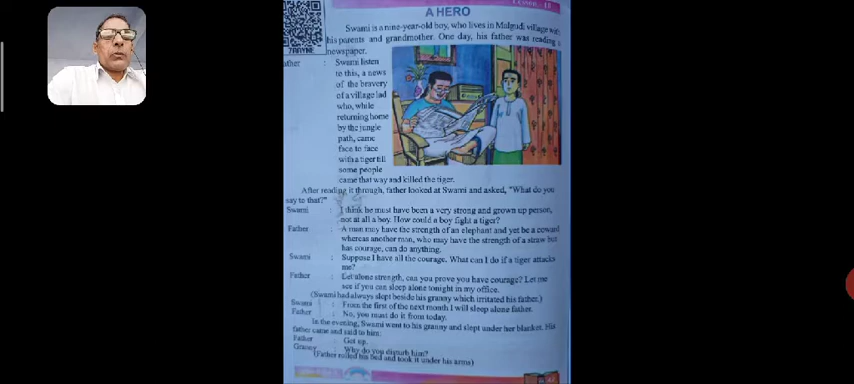 Lesson - 18
A HERO
Swami is a nine-year-old boy, who lives in Malgudi village with
his parents and grandmother. One day, his father was reading a
newspaper.
ather : Swami listen
to this, a news
of the bravery
of a village lad
who, while
returning home
by the jungle
path, came
face to face
with a tiger till
some people
came that way and killed the tiger.
After reading it through, father looked at Swami and asked, "What do you
say to that?"
Swami : I think he must have been a very strong and grown up person,
not at all a boy. How could a boy fight a tiger?
Father : A man may have the strength of an elephant and yet be a coward
whereas another man, who may have the strength of a straw but
has courage, can do anything.
Swami : Suppose I have all the courage. What can I do if a tiger attacks
me?
Father : Let alone strength, can you prove you have courage? Let me
see if you can sleep alone tonight in my office.
(Swami had always slept beside his granny which irritated his father.)
Swami : From the first of the next month I will sleep alone father.
Father : No, you must do it from today.
In the evening, Swami went to his granny and slept under her blanket. His
father came and said to him:
Father : Get up.
Granny : Why do you disturb him?
(Father rolled his bed and took it under his arms)